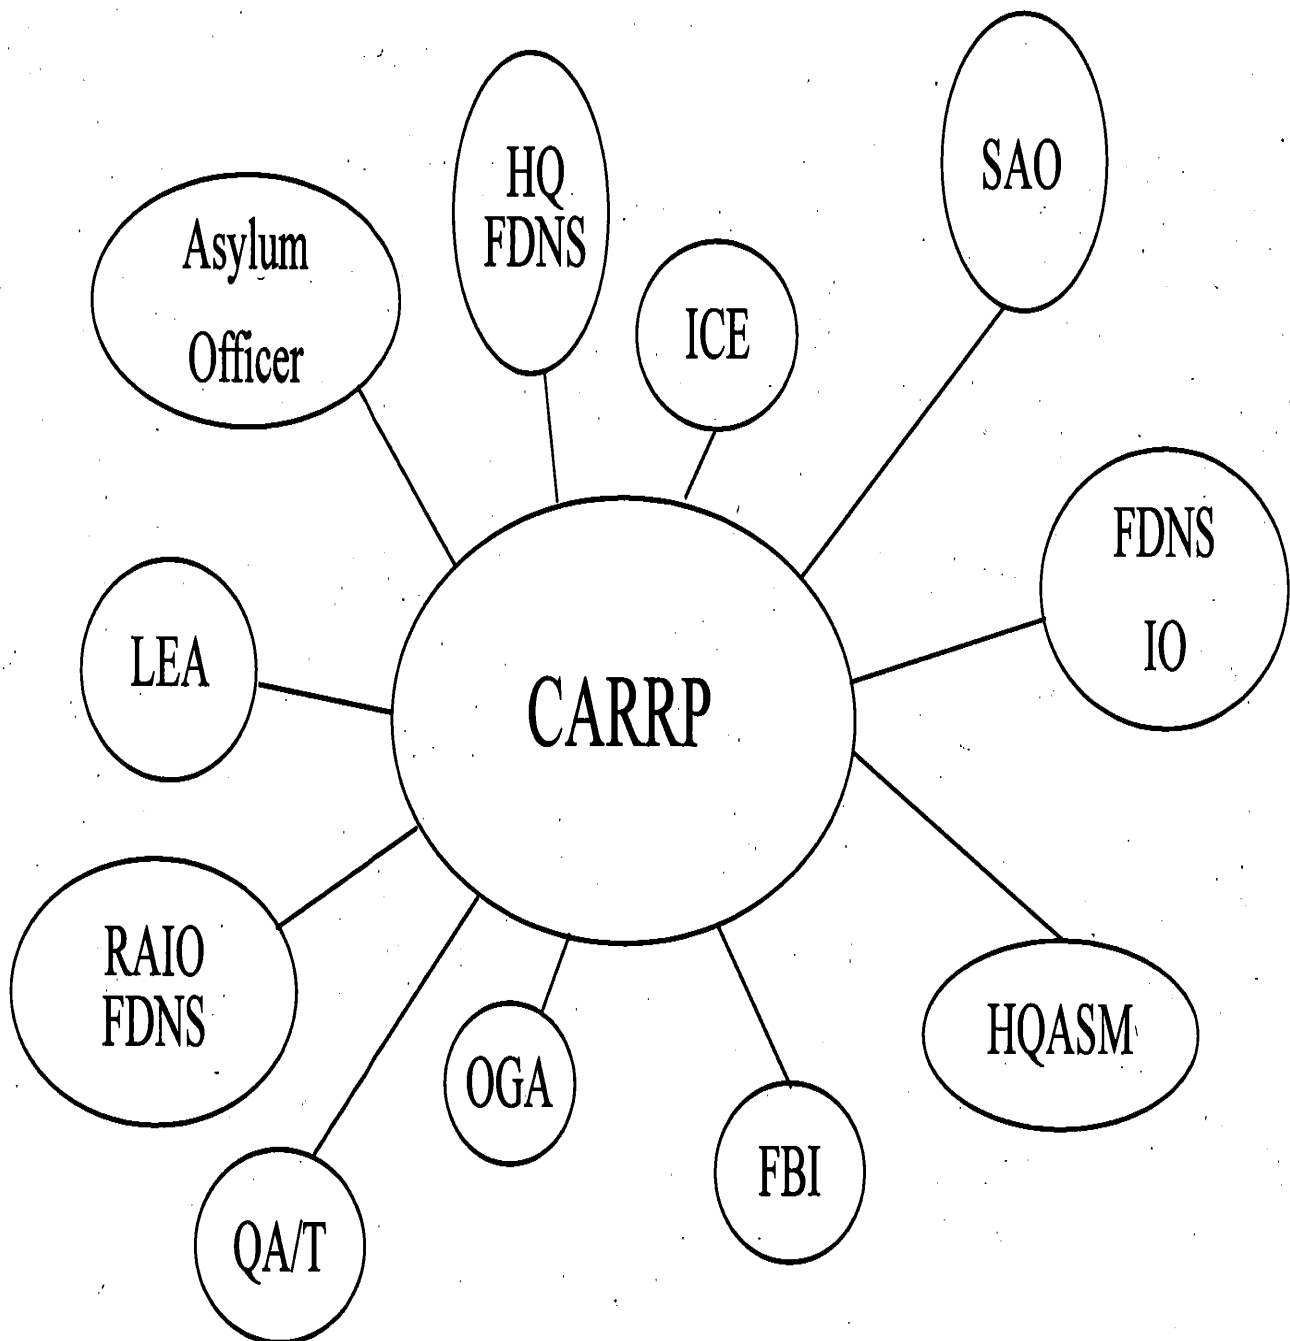 SAO
HQ
FDNS
Asylum
Officer
ICE
FDNS
IO
LEA
CARRP
RAIO
FDNS
HQASM
OGA
FBI
QA/T